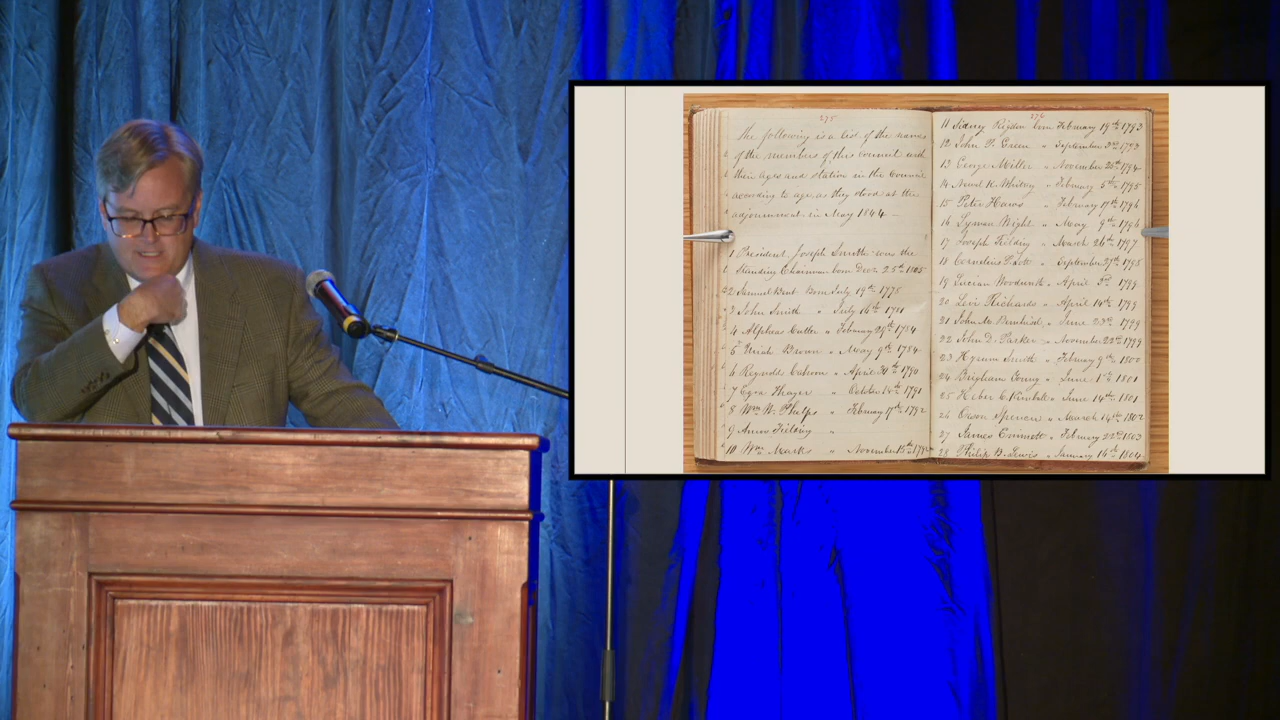 275
The following is a list of the names
of the members of this council with
their ages and station in the Council
according to age as they stood at the
adjournment in May 1844 —
1 President Joseph Smith was the
Standing Chairman born Decr. 25th 1805
2 Samuel Bent Born July 19th 1778
3 John Smith " July 16th 1781
4 Alpheus Cutler " February 29th 1784
5 Uriah Brown " May 9th 1784
6 Reynolds Cahoon " April 30th 1790
7 Ezra Thayer " October 14th 1791
8 Wm. W. Phelps " February 17th 1792
9 Amos Fielding "
10 Wm. Marks " November 15th 1792
276
11 Sidney Rigdon born February 19th 1793
12 John P. Green " September 3rd 1793
13 George Miller " November 25th 1794
14 Newel K. Whitney " February 5th 1795
15 Peter Haws " February 17th 1796
16 Lyman Wight " May 9th 1796
17 Joseph Fielding " March 26th 1797
18 Cornelius P. Lott " September 27th 1798
19 Lucian Woodworth " April 3rd 1799
20 Levi Richards " April 14th 1799
21 John M. Bernhisel " June 23rd 1799
22 John D. Parker " November 22nd 1799
23 Hyrum Smith " February 9th 1800
24 Brigham Young " June 1st 1801
25 Heber C. Kimball " June 14th 1801
26 Orson Spencer " March 14th 1802
27 James Emmett " February 22nd 1803
28 Philip B. Lewis " January 16th 1804